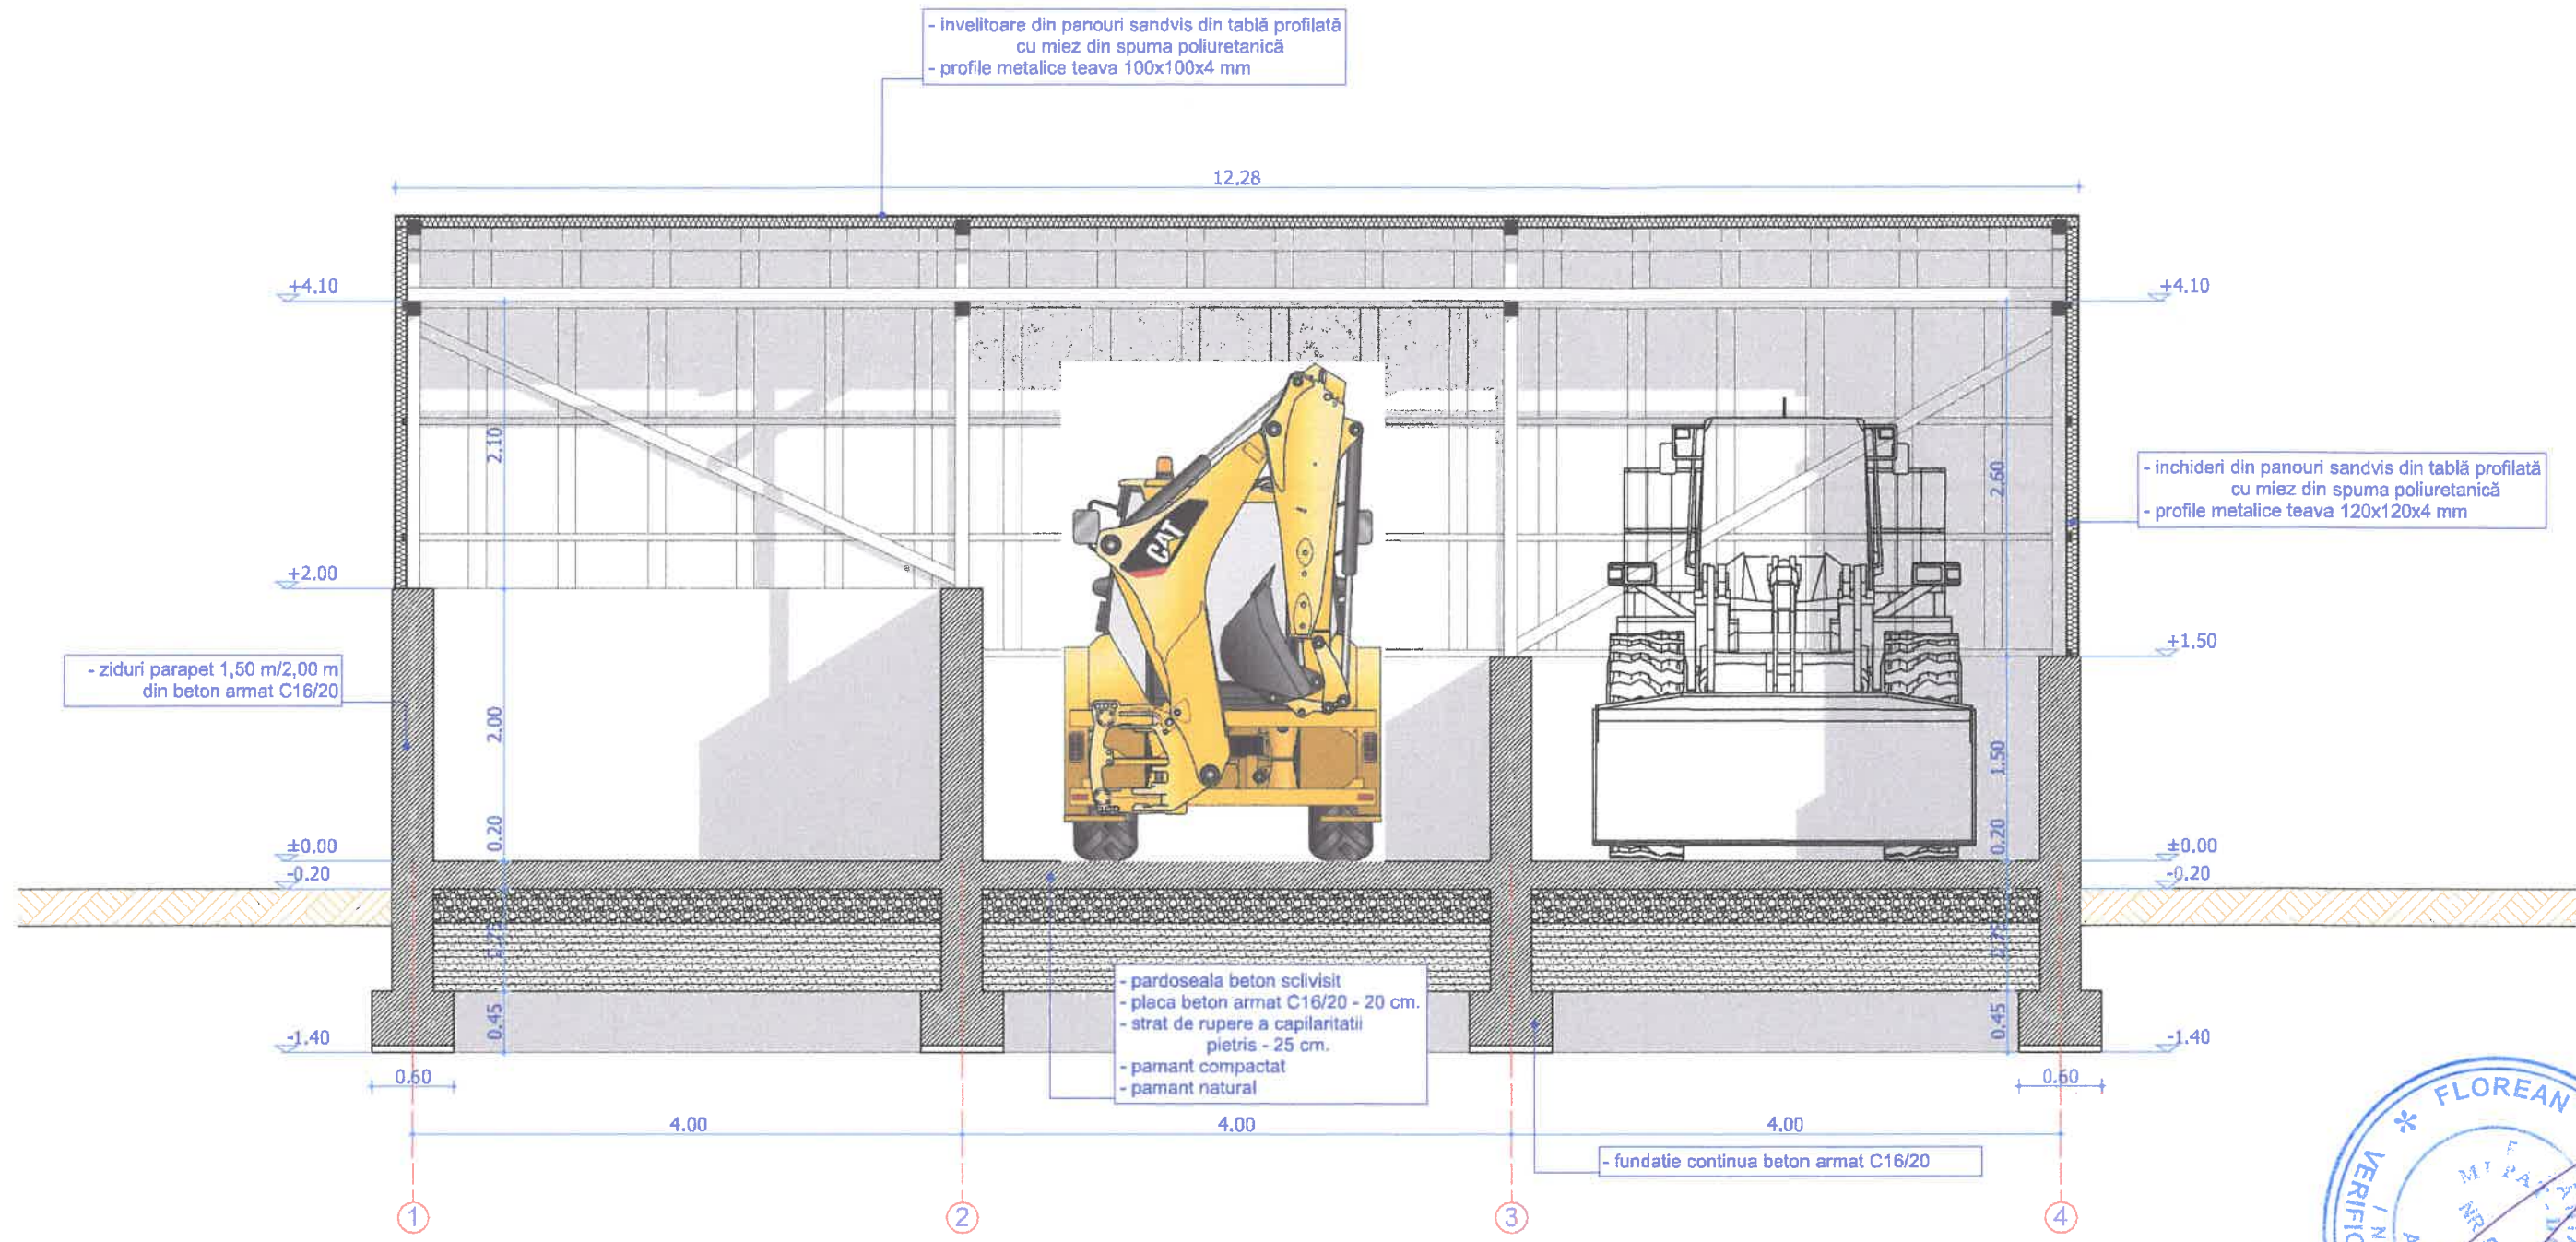 - invelitoare din panouri sandvis din tablă profilată
cu miez din spuma poliuretanică
- profile metalice teava 100x100x4 mm
12.28
+4.10
+4.10
2.10
2.60
- inchideri din panouri sandvis din tablă profilată
cu miez din spuma poliuretanică
- profile metalice teava 120x120x4 mm
CAT
+2.00
+1.50
- ziduri parapet 1,50 m/2,00 m
din beton armat C16/20
2.00
1.50
0.20
0.20
±0.00
±0.00
-0.20
-0.20
0.75
0.75
- pardoseala beton sclivisit
- placa beton armat C16/20 - 20 cm.
- strat de rupere a capilaritatii
pietris - 25 cm.
- pamant compactat
- pamant natural
0.45
0.45
-1.40
-1.40
0.60
0.60
4.00
4.00
4.00
- fundatie continua beton armat C16/20
1
2
3
4
FLOREAN